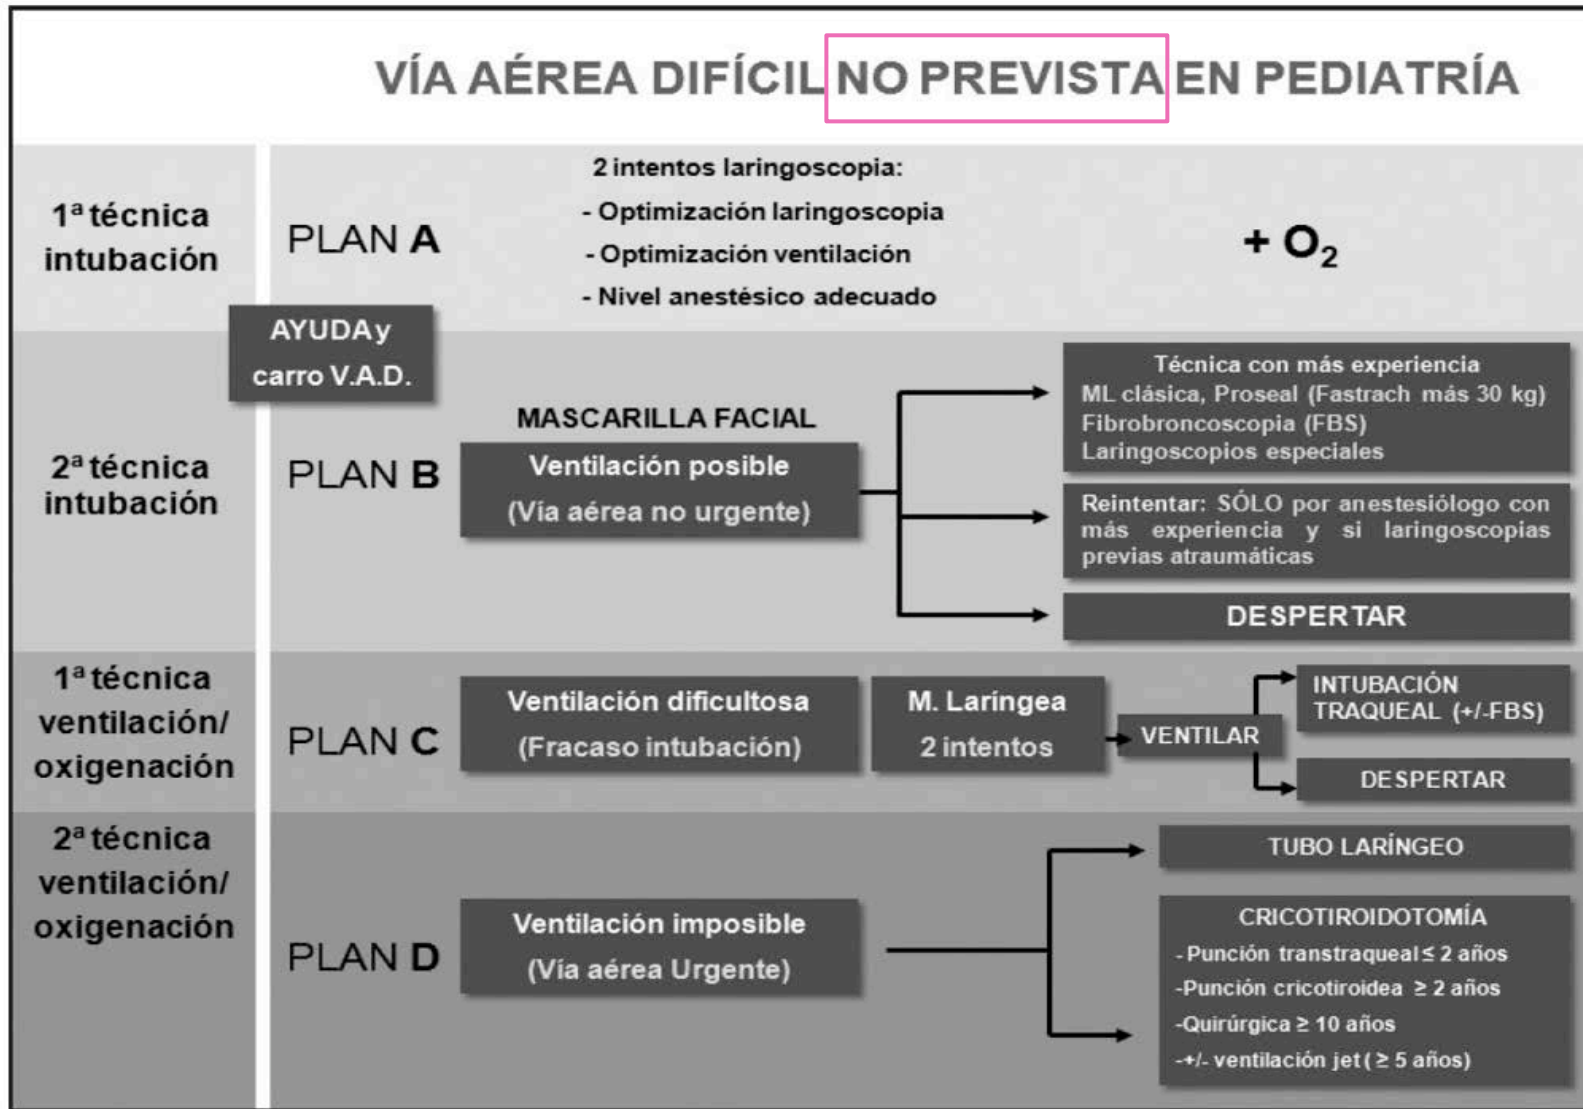 VÍA AÉREA DIFÍCIL NO PREVISTA EN PEDIATRÍA
1ª técnica
intubación
PLAN A
2 intentos laringoscopia:
- Optimización laringoscopia
- Optimización ventilación
- Nivel anestésico adecuado
+ O₂
AYUDA y
carro V.A.D.
2ª técnica
intubación
PLAN B
MASCARILLA FACIAL
Ventilación posible
(Vía aérea no urgente)
Técnica con más experiencia
ML clásica, Proseal (Fastrach más 30 kg)
Fibrobroncoscopia (FBS)
Laringoscopios especiales
Reintentar: SÓLO por anestesiólogo con
más experiencia y si laringoscopias
previas atraumáticas
DESPERTAR
1ª técnica
ventilación/
oxigenación
PLAN C
Ventilación dificultosa
(Fracaso intubación)
M. Laríngea
2 intentos
VENTILAR
INTUBACIÓN
TRAQUEAL (+/-FBS)
DESPERTAR
2ª técnica
ventilación/
oxigenación
PLAN D
Ventilación imposible
(Vía aérea Urgente)
TUBO LARÍNGEO
CRICOTIROIDOTOMÍA
- Punción transtraqueal ≤ 2 años
-Punción cricotiroidea ≥ 2 años
-Quirúrgica ≥ 10 años
-+/- ventilación jet ( ≥ 5 años)